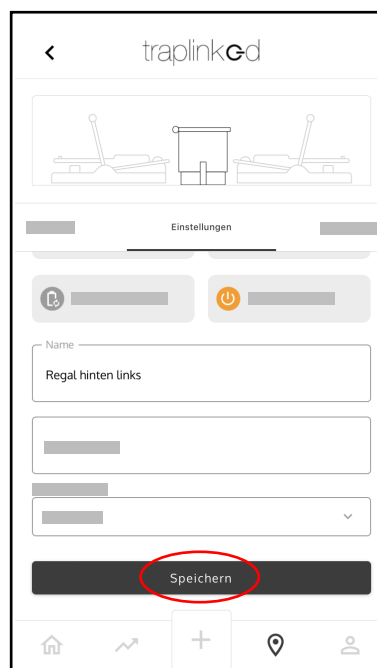 traplinked
Einstellungen
Name
Regal hinten links
Speichern